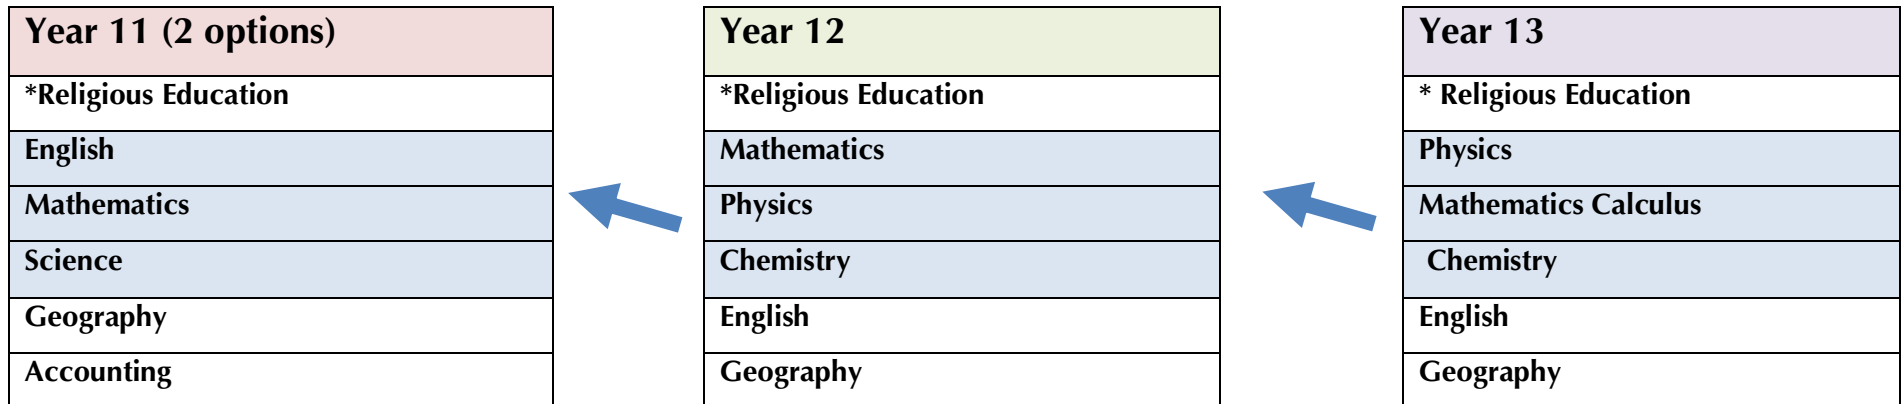 Year 11 (2 options)
*Religious Education
English
Mathematics
Science
Geography
Accounting
Year 12
*Religious Education
Mathematics
Physics
Chemistry
English
Geography
Year 13
* Religious Education
Physics
Mathematics Calculus
Chemistry
English
Geography